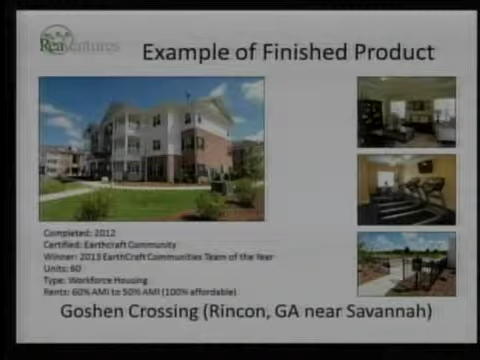 ReaVentures
Example of Finished Product
Completed: 2012
Certified: Earthcraft Community
Winner: 2013 EarthCraft Communities Team of the Year
Units: 60
Type: Workforce Housing
Rents: 60% AMI to 50% AMI (100% affordable)
Goshen Crossing (Rincon, GA near Savannah)